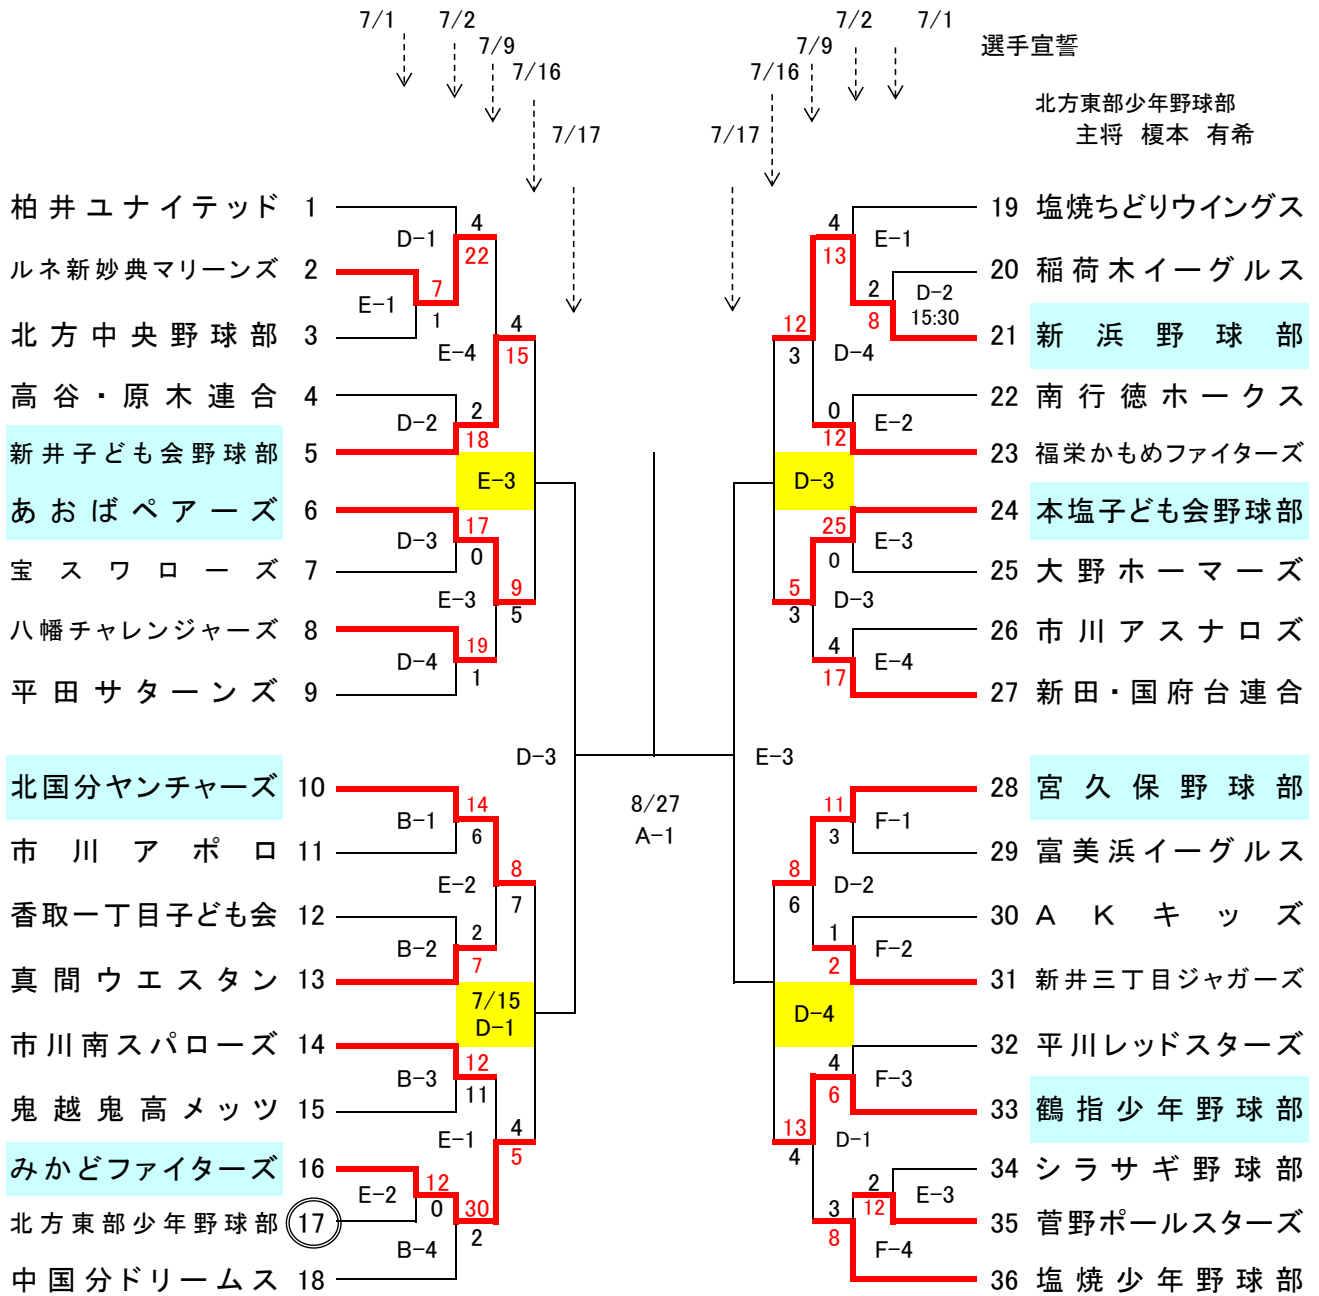 7/1 7/2 7/9 7/16 7/17
7/17 7/16 7/9 7/2 7/1
選手宣誓
北方東部少年野球部
主将 榎本 有希
柏井ユナイテッド 1
ルネ新妙典マリーンズ 2
北方中央野球部 3
高谷・原木連合 4
新井子ども会野球部 5
あおばペアーズ 6
宝スワローズ 7
八幡チャレンジャーズ 8
平田サターンズ 9
北国分ヤンチャーズ 10
市川アポロ 11
香取一丁目子ども会 12
真間ウエスタン 13
市川南スパローズ 14
鬼越鬼高メッツ 15
みかどファイターズ 16
北方東部少年野球部 17
中国分ドリームス 18
E-1
7
1
D-1
4
22
D-2
2
18
E-4
4
15
D-3
17
0
D-4
19
1
E-3
9
5
E-3
B-1
14
6
B-2
2
7
E-2
8
7
7/15
D-1
B-3
12
11
E-2
12
0
B-4
30
2
E-1
4
5
D-3
8/27
A-1
E-3
19 塩焼ちどりウイングス
20 稲荷木イーグルス
21 新浜野球部
22 南行徳ホークス
23 福栄かもめファイターズ
24 本塩子ども会野球部
25 大野ホーマーズ
26 市川アスナロズ
27 新田・国府台連合
28 宮久保野球部
29 富美浜イーグルス
30 AKキッズ
31 新井三丁目ジャガーズ
32 平川レッドスターズ
33 鶴指少年野球部
34 シラサギ野球部
35 菅野ポールスターズ
36 塩焼少年野球部
4
13
E-1
2
8
D-2
15:30
12
3
D-4
0
12
E-2
D-3
25
0
E-3
5
3
D-3
4
17
E-4
11
3
F-1
8
6
D-2
1
2
F-2
D-4
4
6
F-3
13
4
D-1
2
12
E-3
3
8
F-4